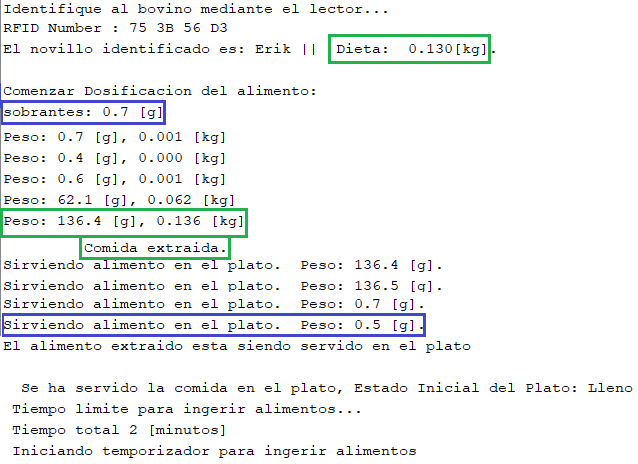 Identifique al bovino mediante el lector...
RFID Number : 75 3B 56 D3
El novillo identificado es: Erik || Dieta: 0.130[kg].
Comenzar Dosificacion del alimento:
sobrantes: 0.7 [g]
Peso: 0.7 [g], 0.001 [kg]
Peso: 0.4 [g], 0.000 [kg]
Peso: 0.6 [g], 0.001 [kg]
Peso: 62.1 [g], 0.062 [kg]
Peso: 136.4 [g], 0.136 [kg]
Comida extraida.
Sirviendo alimento en el plato. Peso: 136.4 [g].
Sirviendo alimento en el plato. Peso: 136.5 [g].
Sirviendo alimento en el plato. Peso: 0.7 [g].
Sirviendo alimento en el plato. Peso: 0.5 [g].
El alimento extraido esta siendo servido en el plato
Se ha servido la comida en el plato, Estado Inicial del Plato: Lleno
Tiempo limite para ingerir alimentos...
Tiempo total 2 [minutos]
Iniciando temporizador para ingerir alimentos